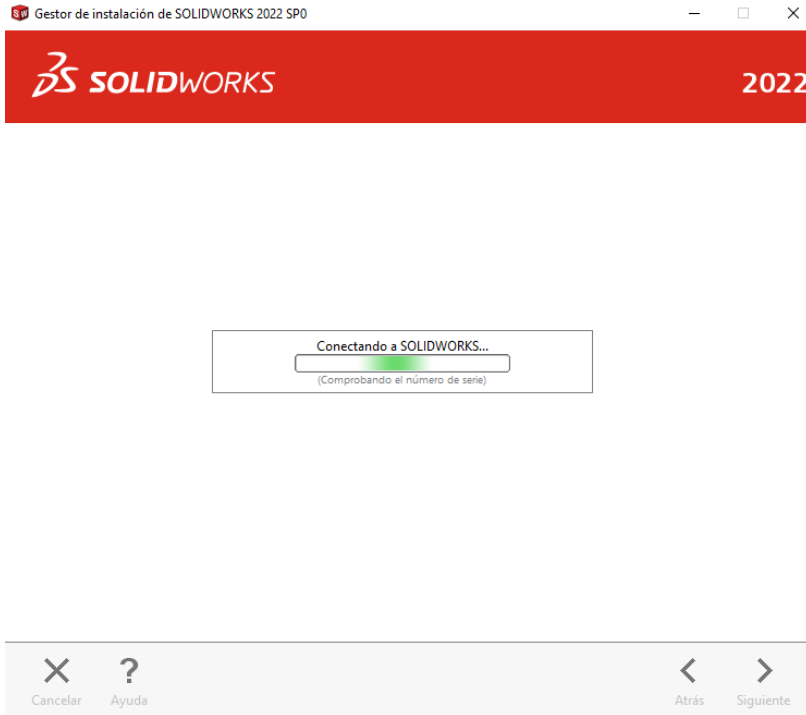 Gestor de instalación de SOLIDWORKS 2022 SP0
SOLIDWORKS 2022
Conectando a SOLIDWORKS...
(Comprobando el número de serie)
Cancelar Ayuda Atrás Siguiente